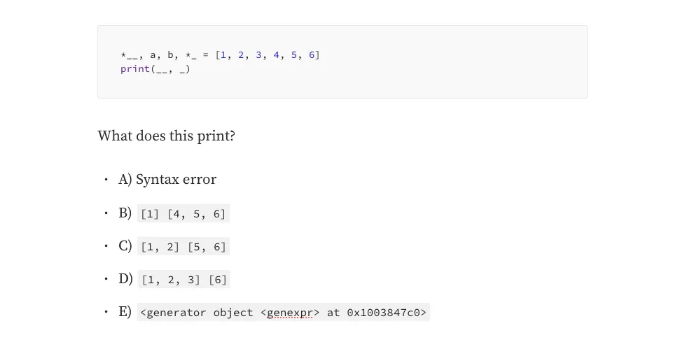 *__, a, b, *_ = [1, 2, 3, 4, 5, 6]
print(__, _)
What does this print?
• A) Syntax error
• B) [1] [4, 5, 6]
• C) [1, 2] [5, 6]
• D) [1, 2, 3] [6]
• E) <generator object <genexpr> at 0x1003847c0>